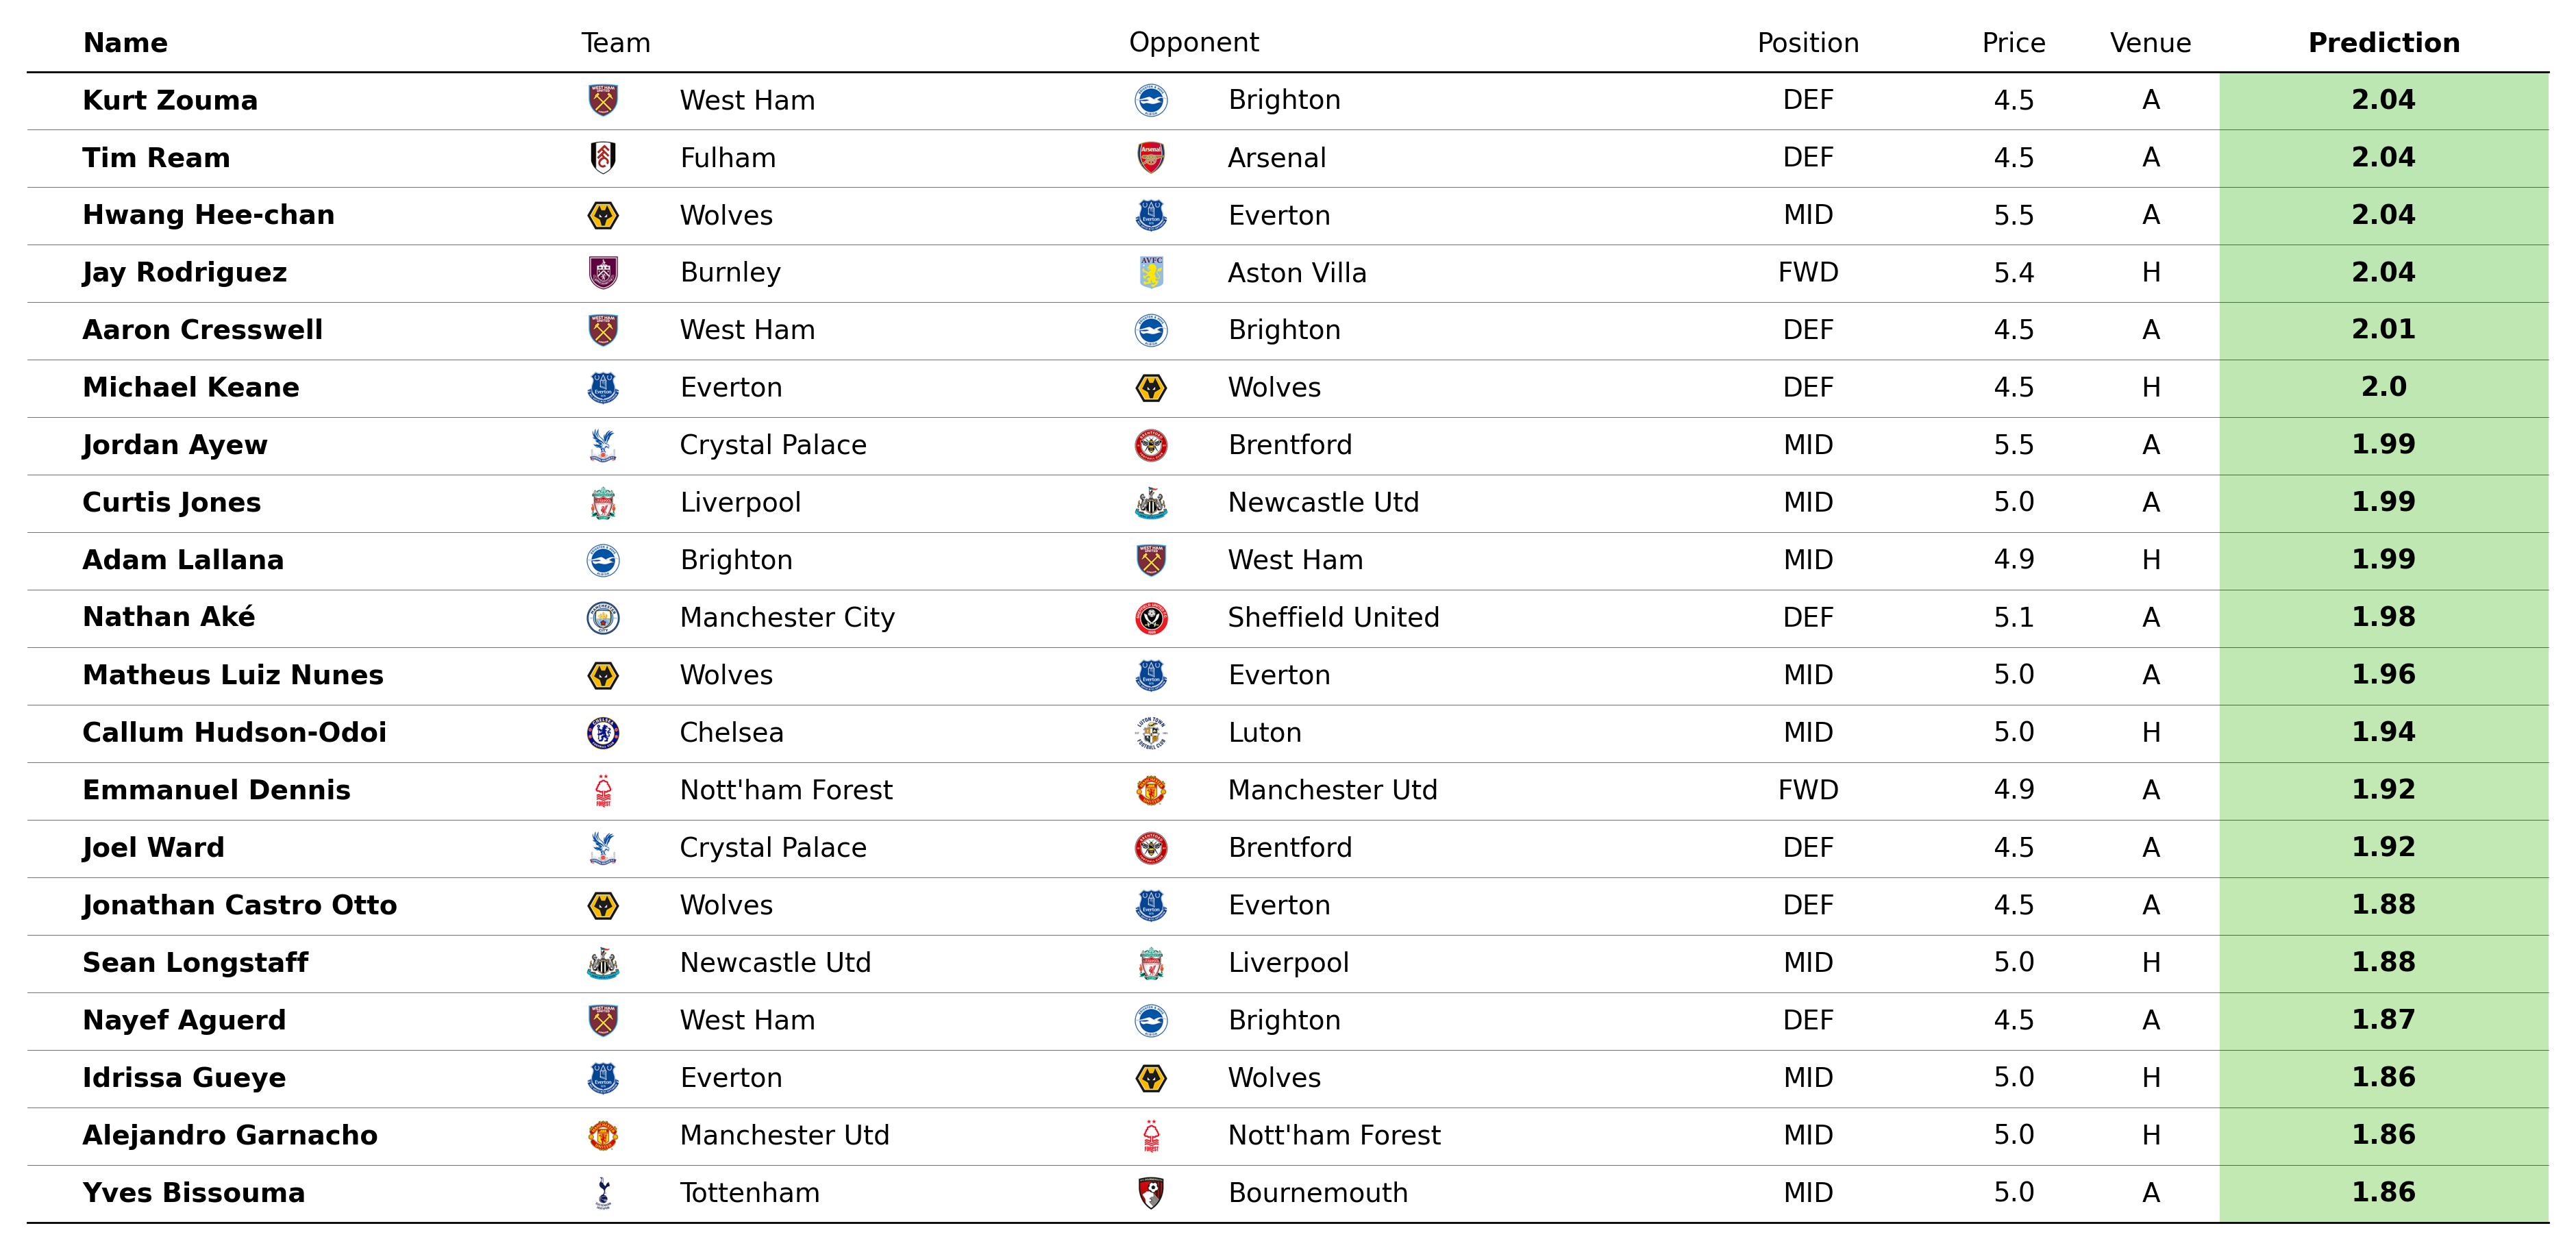 Name Team Opponent Position Price Venue Prediction
Kurt Zouma West Ham Brighton DEF 4.5 A 2.04
Tim Ream Fulham Arsenal DEF 4.5 A 2.04
Hwang Hee-chan Wolves Everton MID 5.5 A 2.04
Jay Rodriguez Burnley Aston Villa FWD 5.4 H 2.04
Aaron Cresswell West Ham Brighton DEF 4.5 A 2.01
Michael Keane Everton Wolves DEF 4.5 H 2.0
Jordan Ayew Crystal Palace Brentford MID 5.5 A 1.99
Curtis Jones Liverpool Newcastle Utd MID 5.0 A 1.99
Adam Lallana Brighton West Ham MID 4.9 H 1.99
Nathan Aké Manchester City Sheffield United DEF 5.1 A 1.98
Matheus Luiz Nunes Wolves Everton MID 5.0 A 1.96
Callum Hudson-Odoi Chelsea Luton MID 5.0 H 1.94
Emmanuel Dennis Nott'ham Forest Manchester Utd FWD 4.9 A 1.92
Joel Ward Crystal Palace Brentford DEF 4.5 A 1.92
Jonathan Castro Otto Wolves Everton DEF 4.5 A 1.88
Sean Longstaff Newcastle Utd Liverpool MID 5.0 H 1.88
Nayef Aguerd West Ham Brighton DEF 4.5 A 1.87
Idrissa Gueye Everton Wolves MID 5.0 H 1.86
Alejandro Garnacho Manchester Utd Nott'ham Forest MID 5.0 H 1.86
Yves Bissouma Tottenham Bournemouth MID 5.0 A 1.86